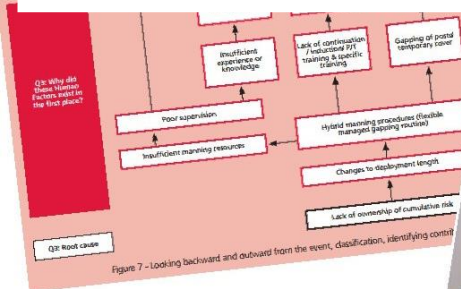 Q3: Why did
these Human
Factors exist in
the first place?
Insufficient
experience or
knowledge
Lack of continuation
/ induction/ PJT
training & specific
training
Gapping of postal
temporary cover
Poor supervision
Hybrid manning procedures (flexible
managed gapping routine)
Insufficient manning resources
Changes to deployment length
Lack of ownership of cumulative risk
Q3: Root cause
Figure 7 – Looking backward and outward from the event, classification, identifying contrib